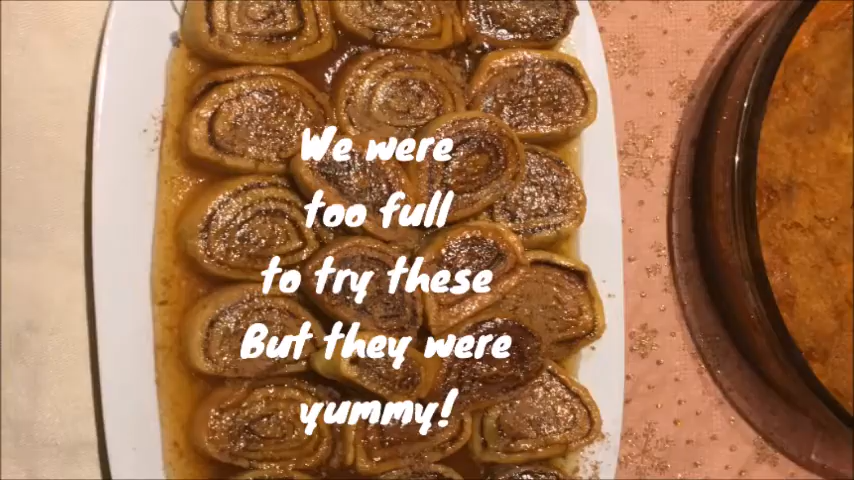 We were
too full
to try these
But they were
yummy!